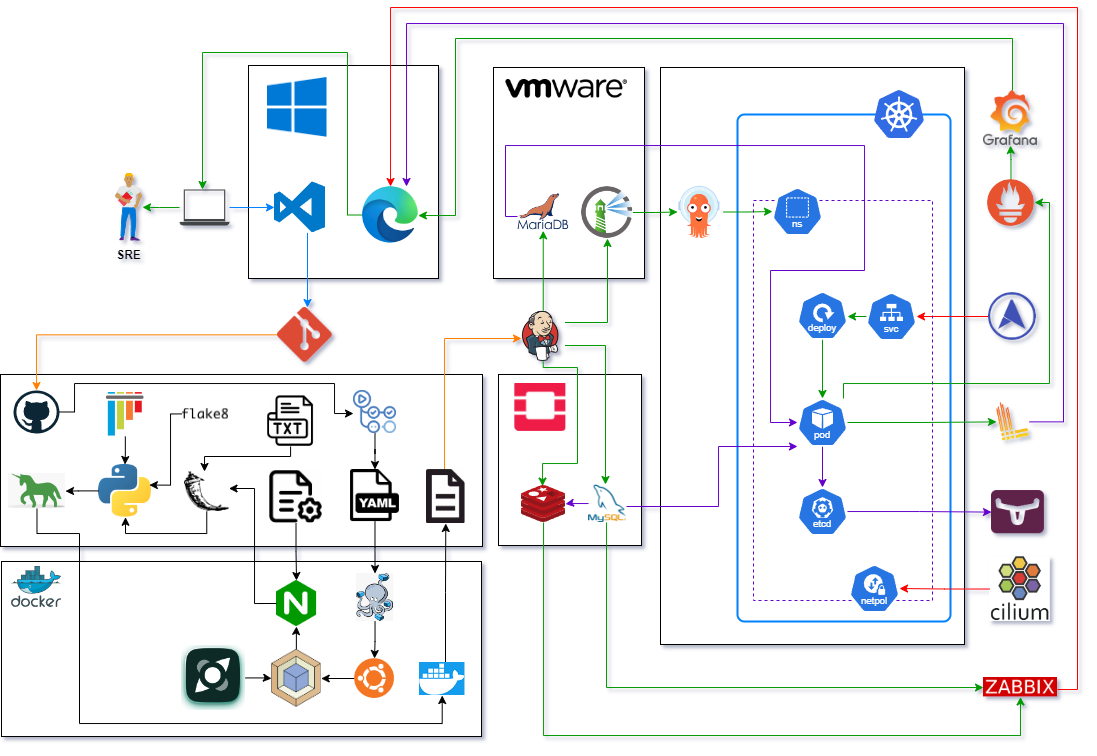 vmware®
Grafana
MariaDB
ns
SRE
deploy
svc
flake8
TXT
pod
YAML
MySQL
etcd
docker
N
netpol
cilium
ZABBIX